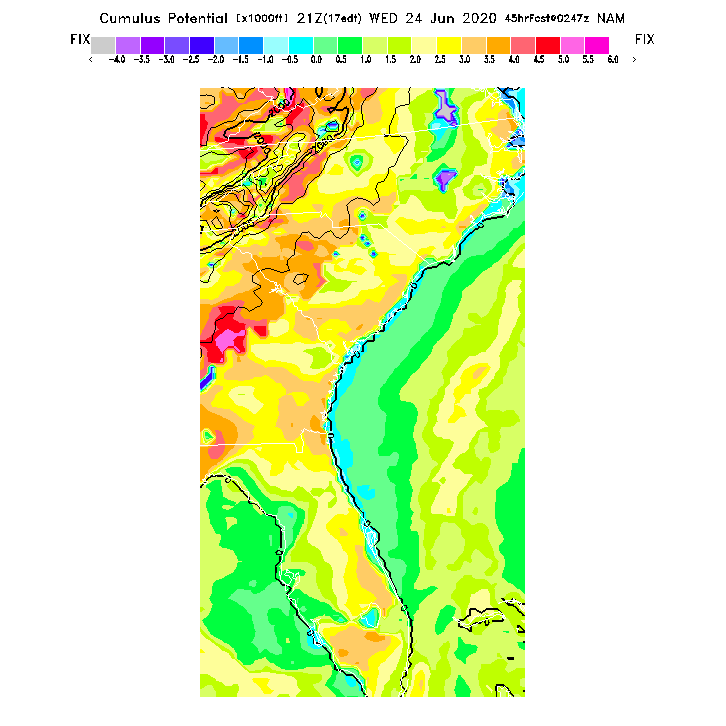 Cumulus Potential [x1000ft] 21Z(17edt) WED 24 Jun 2020 45hrFcst@0247z NAM
FIX FIX
< -4.0 -3.5 -3.0 -2.5 -2.0 -1.5 -1.0 -0.5 0.0 0.5 1.0 1.5 2.0 2.5 3.0 3.5 4.0 4.5 5.0 5.5 6.0 >